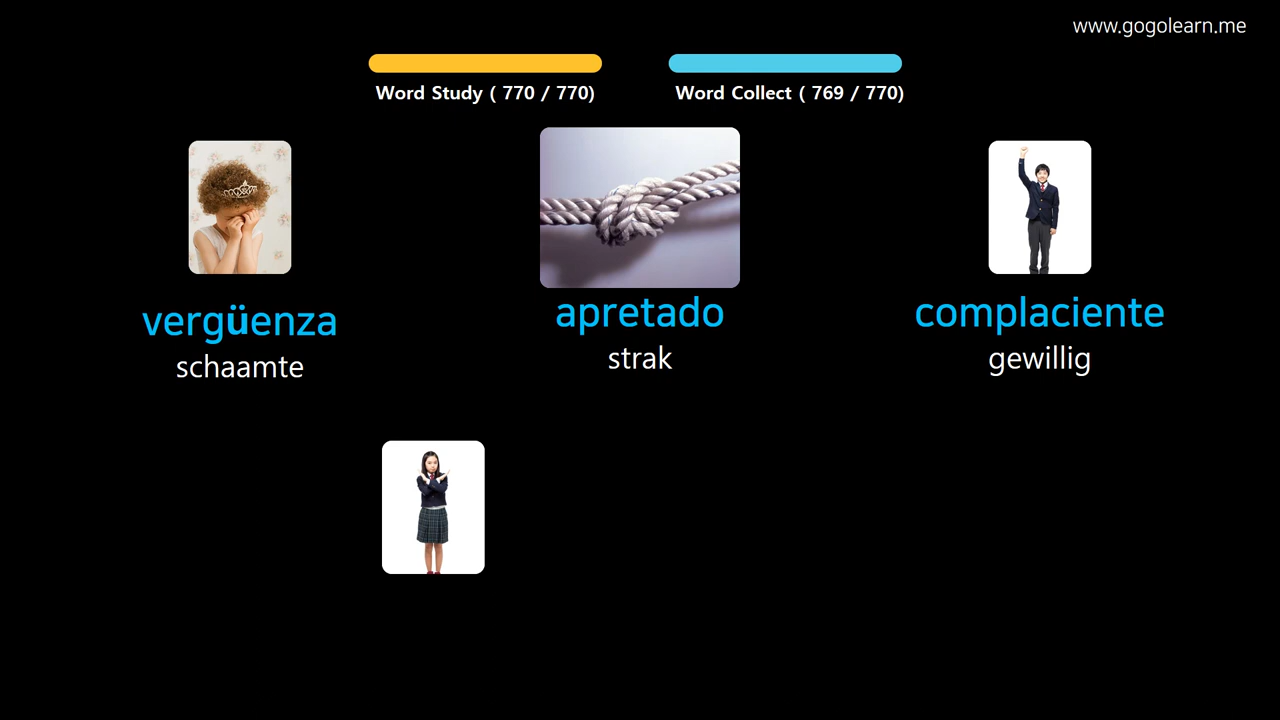 www.gogolearn.me
Word Study ( 770 / 770)
Word Collect ( 769 / 770)
vergüenza
schaamte
apretado
strak
complaciente
gewillig